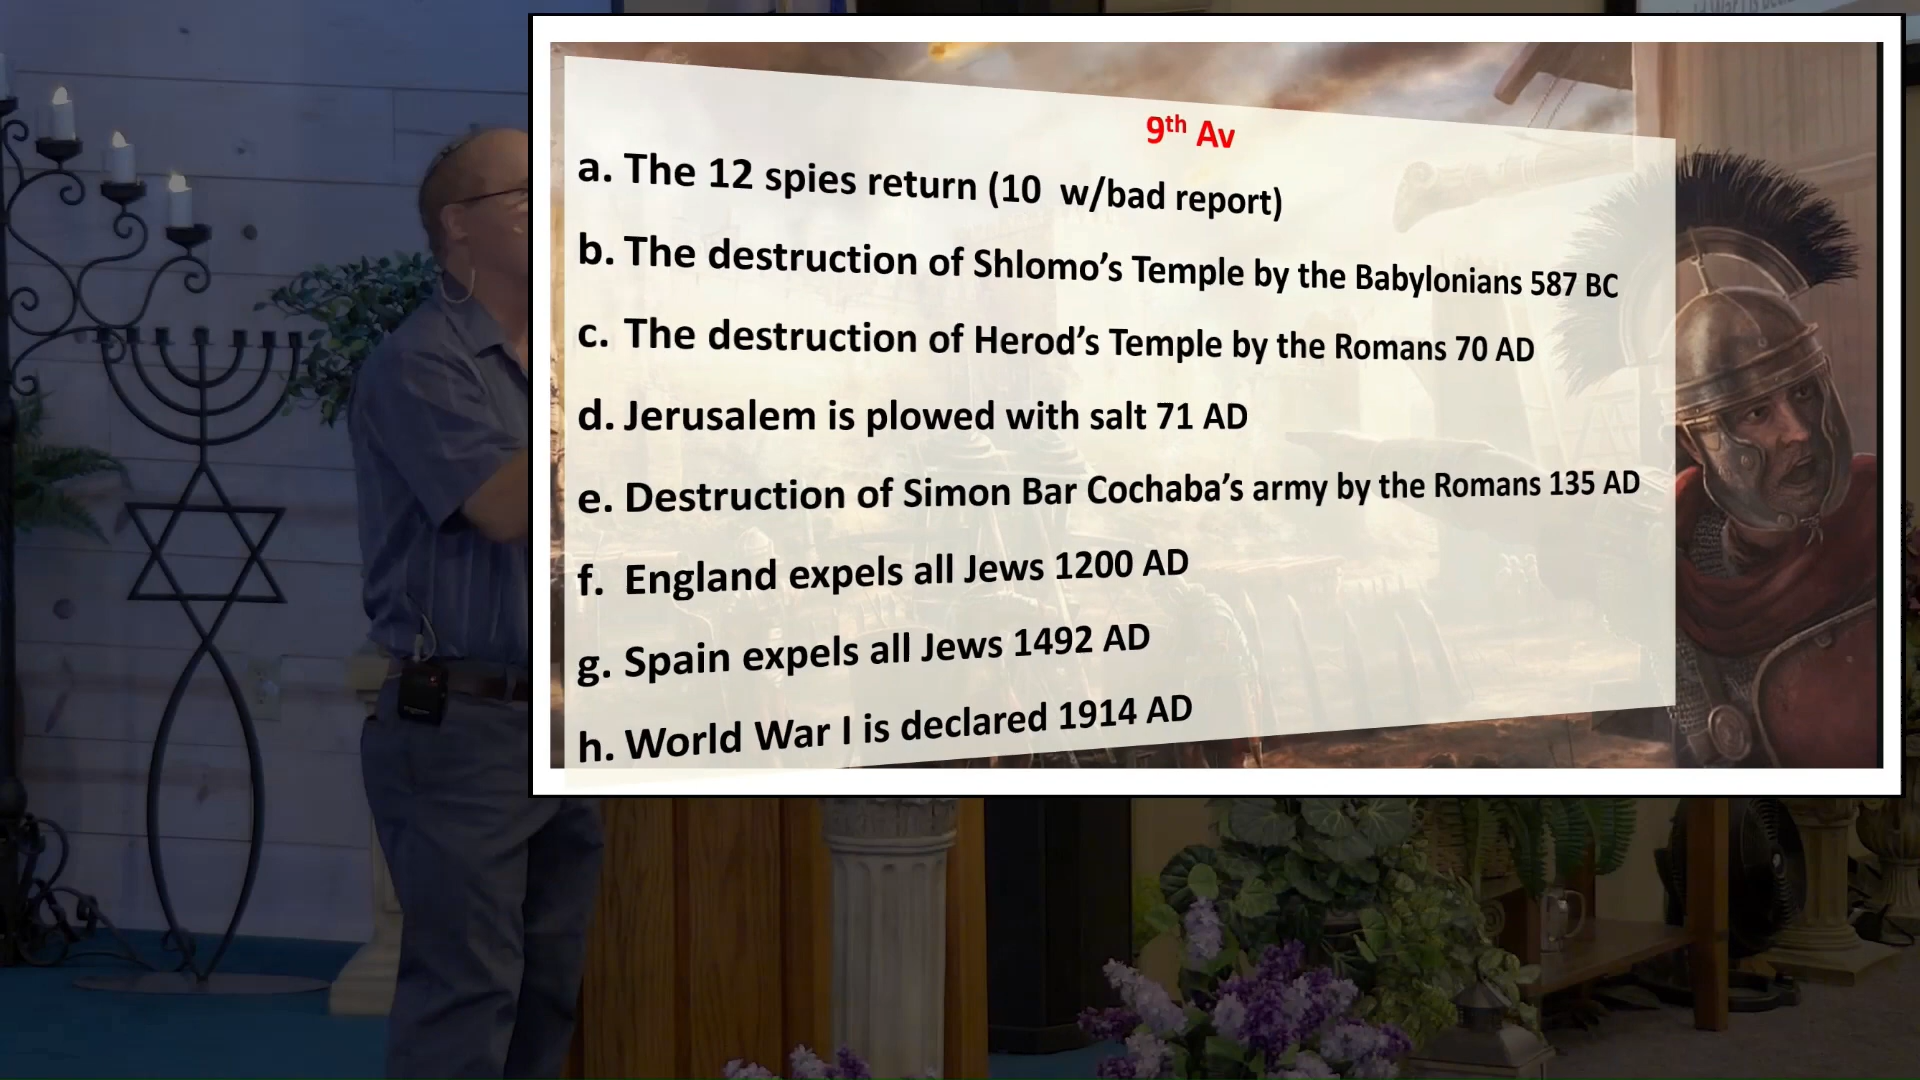 9th Av
a. The 12 spies return (10 w/bad report)
b. The destruction of Shlomo's Temple by the Babylonians 587 BC
c. The destruction of Herod's Temple by the Romans 70 AD
d. Jerusalem is plowed with salt 71 AD
e. Destruction of Simon Bar Cochaba's army by the Romans 135 AD
f. England expels all Jews 1200 AD
g. Spain expels all Jews 1492 AD
h. World War I is declared 1914 AD